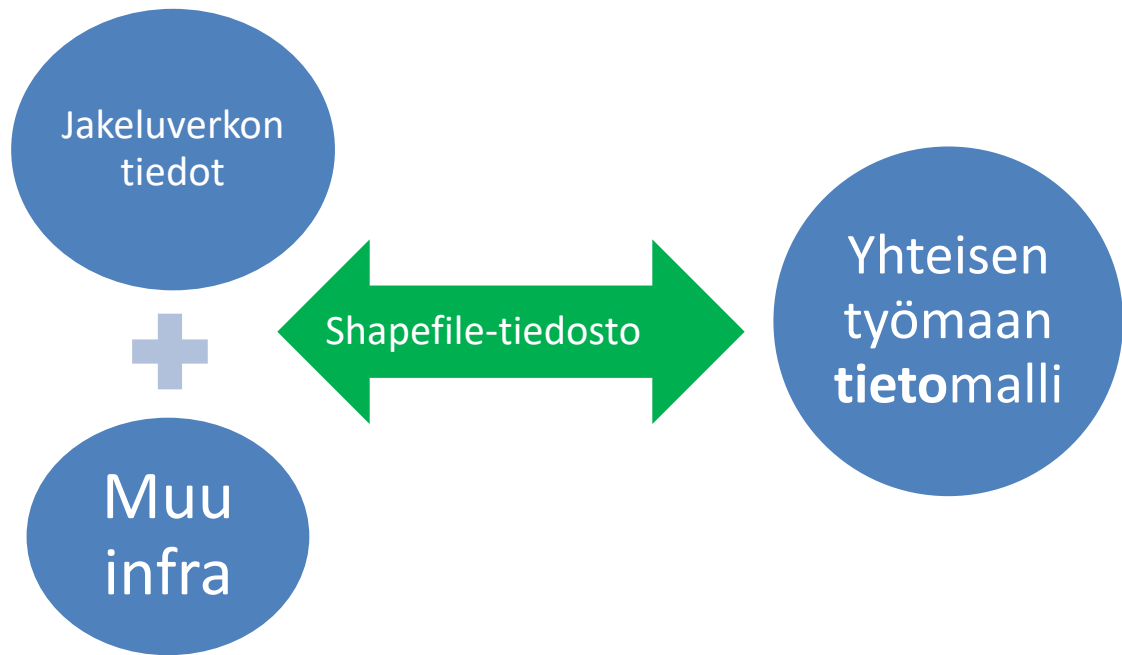 Jakeluverkon
tiedot
Muu
infra
Shapefile-tiedosto
Yhteisen
työmaan
tietomalli